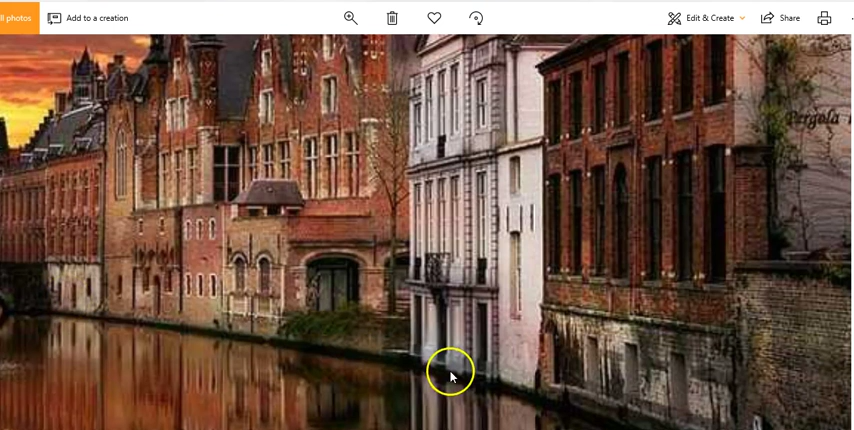 ll photos
Add to a creation
Edit & Create
Share
Pergola